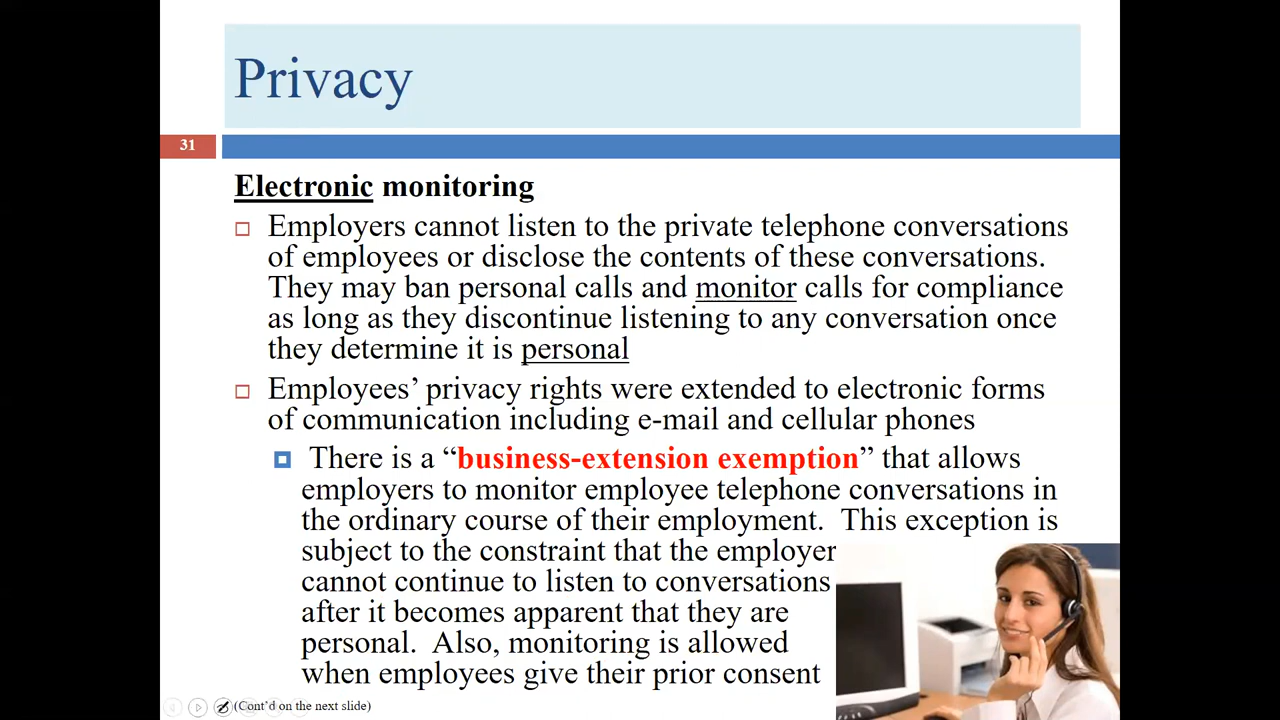 Privacy
31
Electronic monitoring
Employers cannot listen to the private telephone conversations
of employees or disclose the contents of these conversations.
They may ban personal calls and monitor calls for compliance
as long as they discontinue listening to any conversation once
they determine it is personal
Employees’ privacy rights were extended to electronic forms
of communication including e-mail and cellular phones
There is a “business-extension exemption” that allows
employers to monitor employee telephone conversations in
the ordinary course of their employment.  This exception is
subject to the constraint that the employer
cannot continue to listen to conversations
after it becomes apparent that they are
personal.  Also, monitoring is allowed
when employees give their prior consent
(Cont’d on the next slide)